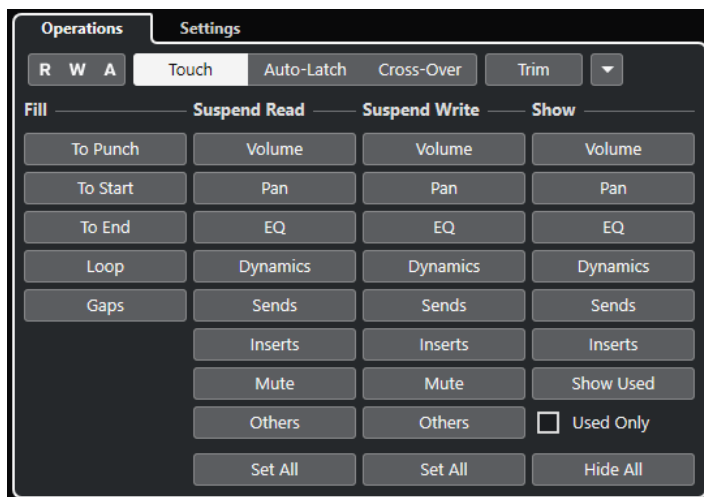 Operations Settings
R W A Touch Auto-Latch Cross-Over Trim
Fill Suspend Read Suspend Write Show
To Punch Volume Volume Volume
To Start Pan Pan Pan
To End EQ EQ EQ
Loop Dynamics Dynamics Dynamics
Gaps Sends Sends Sends
Inserts Inserts Inserts
Mute Mute Show Used
Others Others Used Only
Set All Set All Hide All